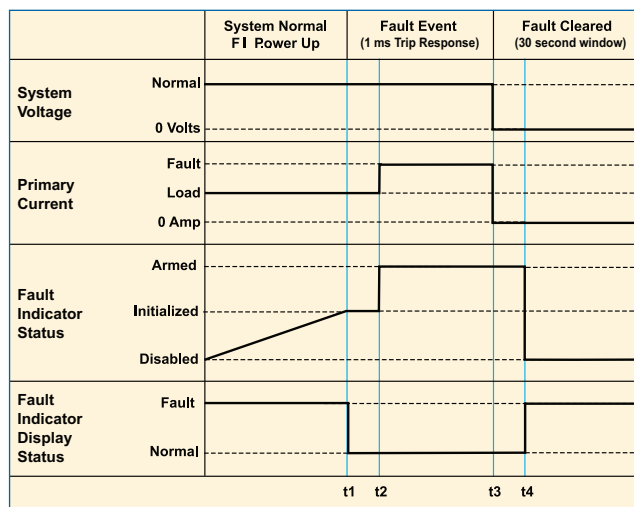 System Normal
FI Power Up
Fault Event
(1 ms Trip Response)
Fault Cleared
(30 second window)
System
Voltage
Normal
0 Volts
Primary
Current
Fault
Load
0 Amp
Fault
Indicator
Status
Armed
Initialized
Disabled
Fault
Indicator
Display
Status
Fault
Normal
t1 t2 t3 t4